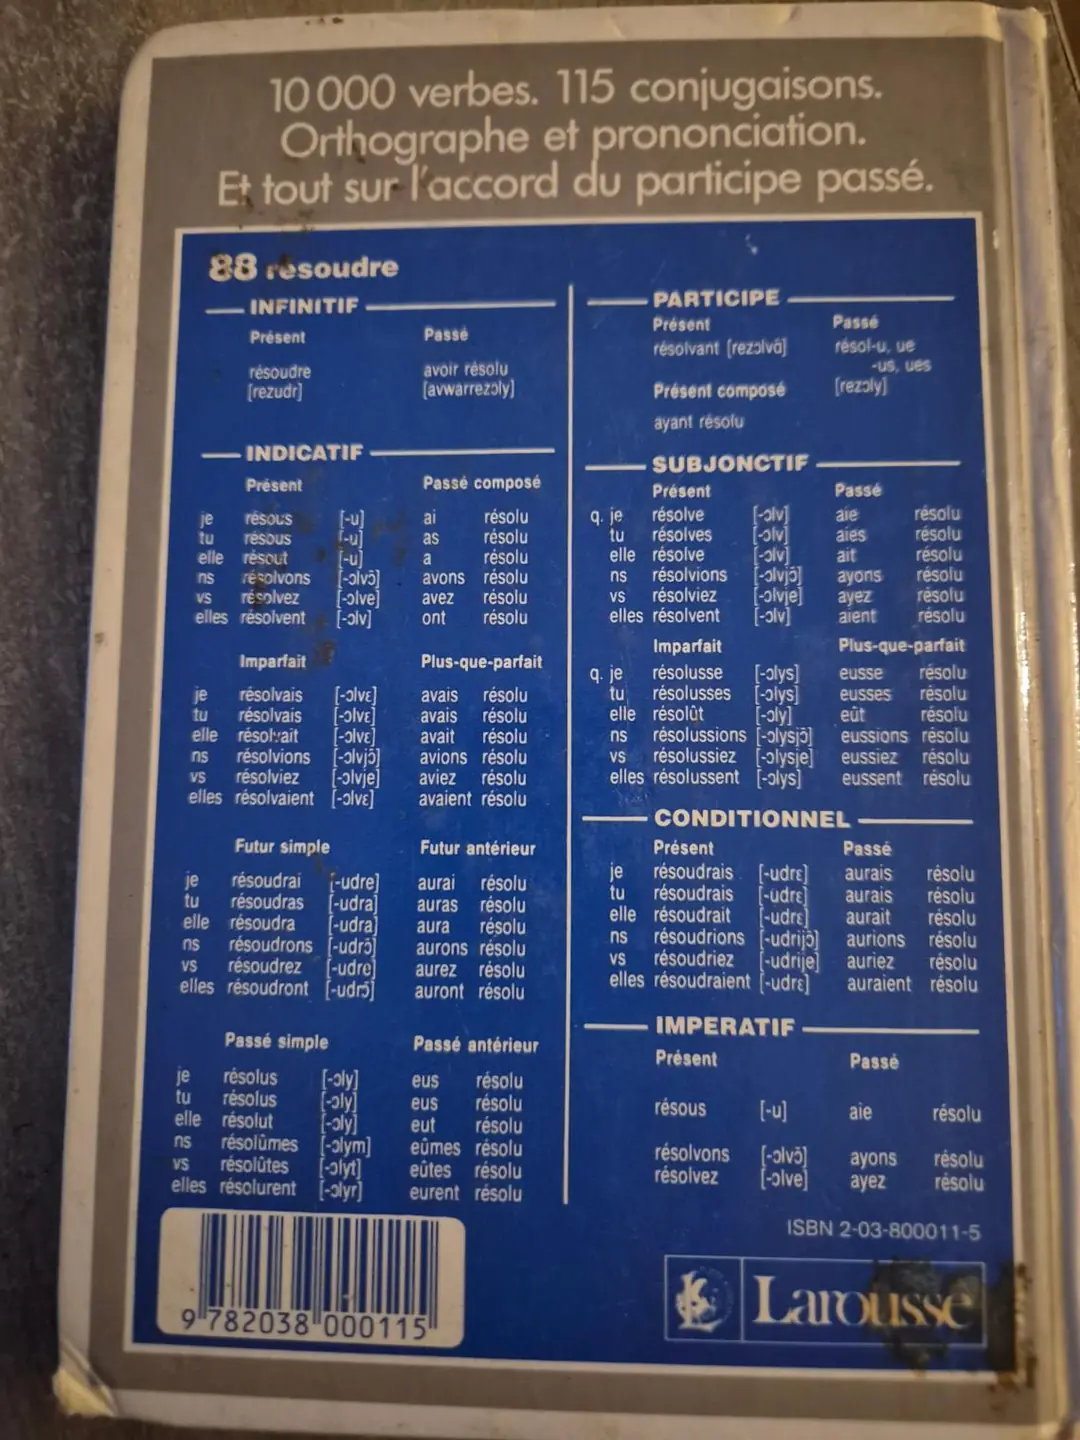 10 000 verbes. 115 conjugaisons.
Orthographe et prononciation.
Et tout sur l'accord du participe passé.
88 résoudre
INFINITIF
Présent Passé
résoudre avoir résolu
[rezudr] [avwarrezɔly]
INDICATIF
Présent Passé composé
je résous [-u] ai résolu
tu résous [-u] as résolu
elle résout [-u] a résolu
ns résolvons [-ɔlvɔ̃] avons résolu
vs résolvez [-ɔlve] avez résolu
elles résolvent [-ɔlv] ont résolu
Imparfait Plus-que-parfait
je résolvais [-ɔlvɛ] avais résolu
tu résolvais [-ɔlvɛ] avais résolu
elle résolvait [-ɔlvɛ] avait résolu
ns résolvions [-ɔlvjɔ̃] avions résolu
vs résolviez [-ɔlvje] aviez résolu
elles résolvaient [-ɔlvɛ] avaient résolu
Futur simple Futur antérieur
je résoudrai [-udre] aurai résolu
tu résoudras [-udra] auras résolu
elle résoudra [-udra] aura résolu
ns résoudrons [-udrɔ̃] aurons résolu
vs résoudrez [-udre] aurez résolu
elles résoudront [-udrɔ̃] auront résolu
Passé simple Passé antérieur
je résolus [-ɔly] eus résolu
tu résolus [-ɔly] eus résolu
elle résolut [-ɔly] eut résolu
ns résolûmes [-ɔlym] eûmes résolu
vs résolûtes [-ɔlyt] eûtes résolu
elles résolurent [-ɔlyr] eurent résolu
PARTICIPE
Présent Passé
résolvant [rezɔlvɑ̃] résol-u, ue
-us, ues
Présent composé [rezɔly]
ayant résolu
SUBJONCTIF
Présent Passé
q. je résolve [-ɔlv] aie résolu
tu résolves [-ɔlv] aies résolu
elle résolve [-ɔlv] ait résolu
ns résolvions [-ɔlvjɔ̃] ayons résolu
vs résolviez [-ɔlvje] ayez résolu
elles résolvent [-ɔlv] aient résolu
Imparfait Plus-que-parfait
q. je résolusse [-ɔlys] eusse résolu
tu résolusses [-ɔlys] eusses résolu
elle résolût [-ɔly] eût résolu
ns résolussions [-ɔlysjɔ̃] eussions résolu
vs résolussiez [-ɔlysje] eussiez résolu
elles résolussent [-ɔlys] eussent résolu
CONDITIONNEL
Présent Passé
je résoudrais [-udrɛ] aurais résolu
tu résoudrais [-udrɛ] aurais résolu
elle résoudrait [-udrɛ] aurait résolu
ns résoudrions [-udrijɔ̃] aurions résolu
vs résoudriez [-udrije] auriez résolu
elles résoudraient [-udrɛ] auraient résolu
IMPERATIF
Présent Passé
résous [-u] aie résolu
résolvons [-ɔlvɔ̃] ayons résolu
résolvez [-ɔlve] ayez résolu
ISBN 2-03-800011-5
9 782038 000115
Larousse